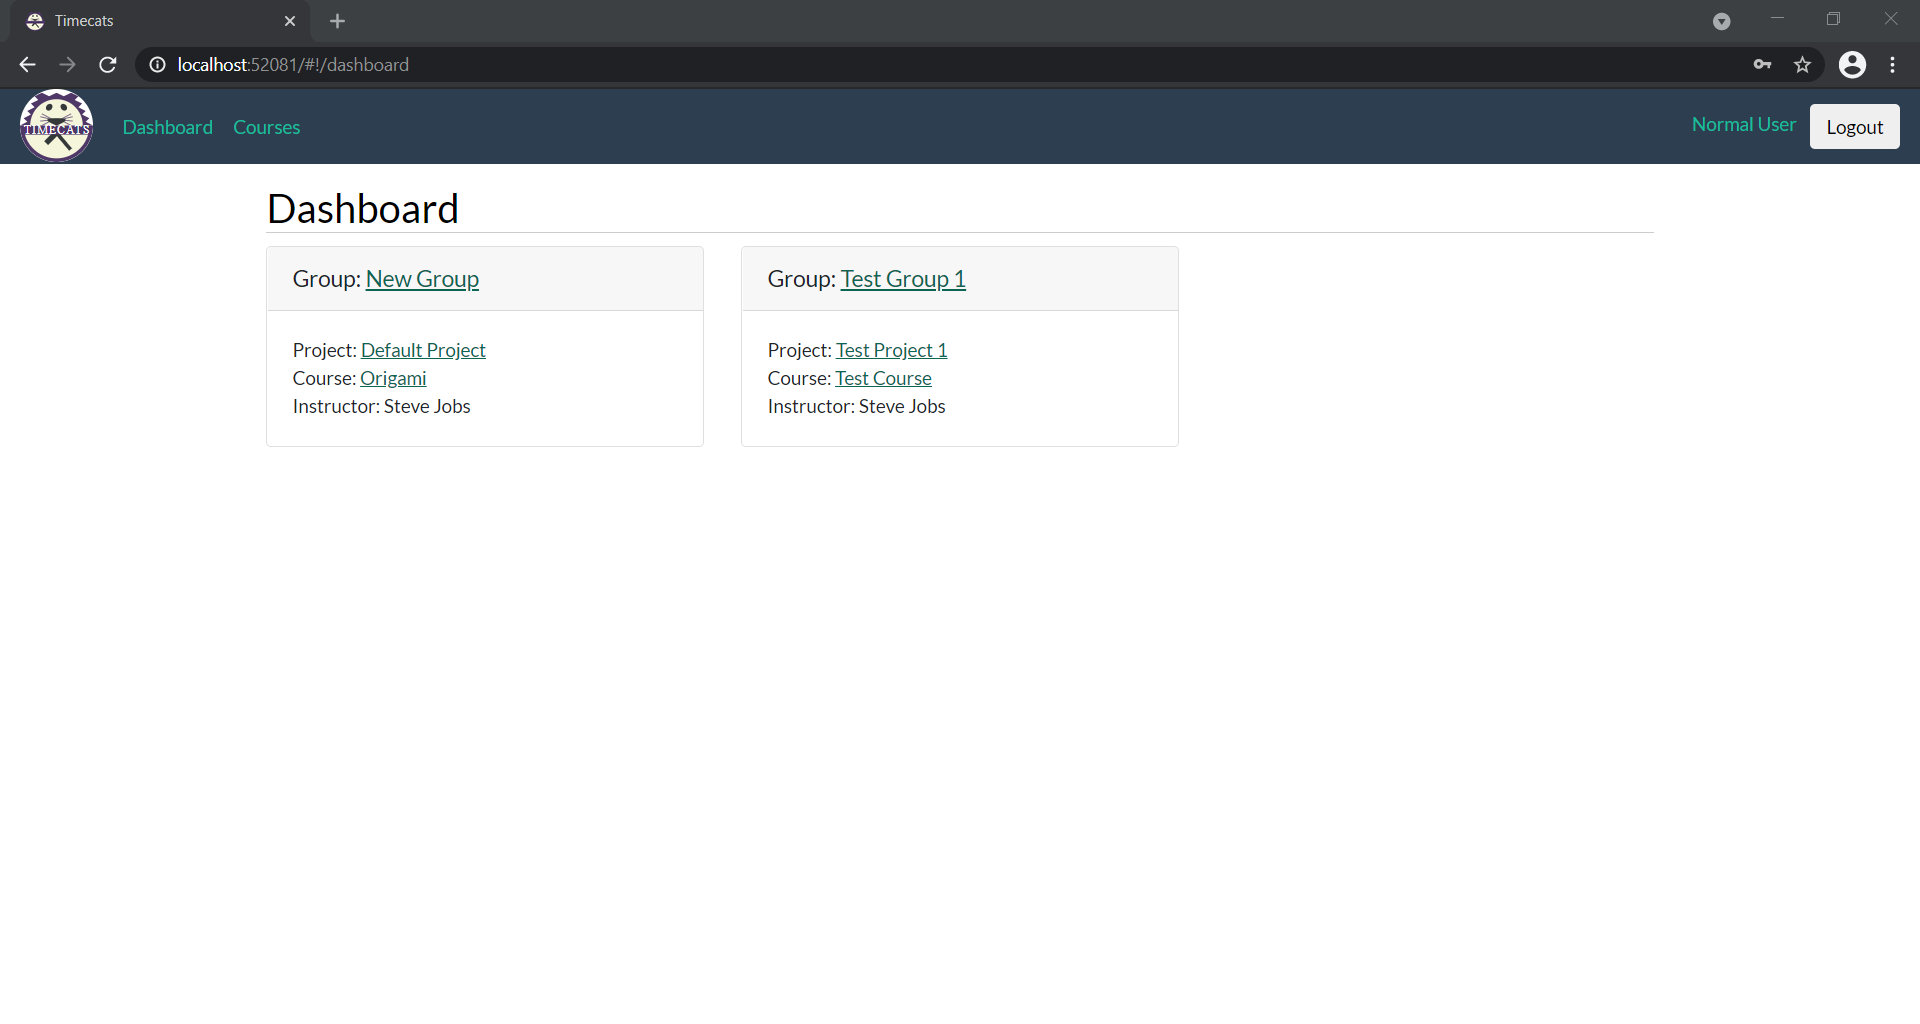 Timecats
localhost:52081/#!/dashboard
TIMECATS
Dashboard Courses
Normal User Logout
Dashboard
Group: New Group
Project: Default Project
Course: Origami
Instructor: Steve Jobs
Group: Test Group 1
Project: Test Project 1
Course: Test Course
Instructor: Steve Jobs